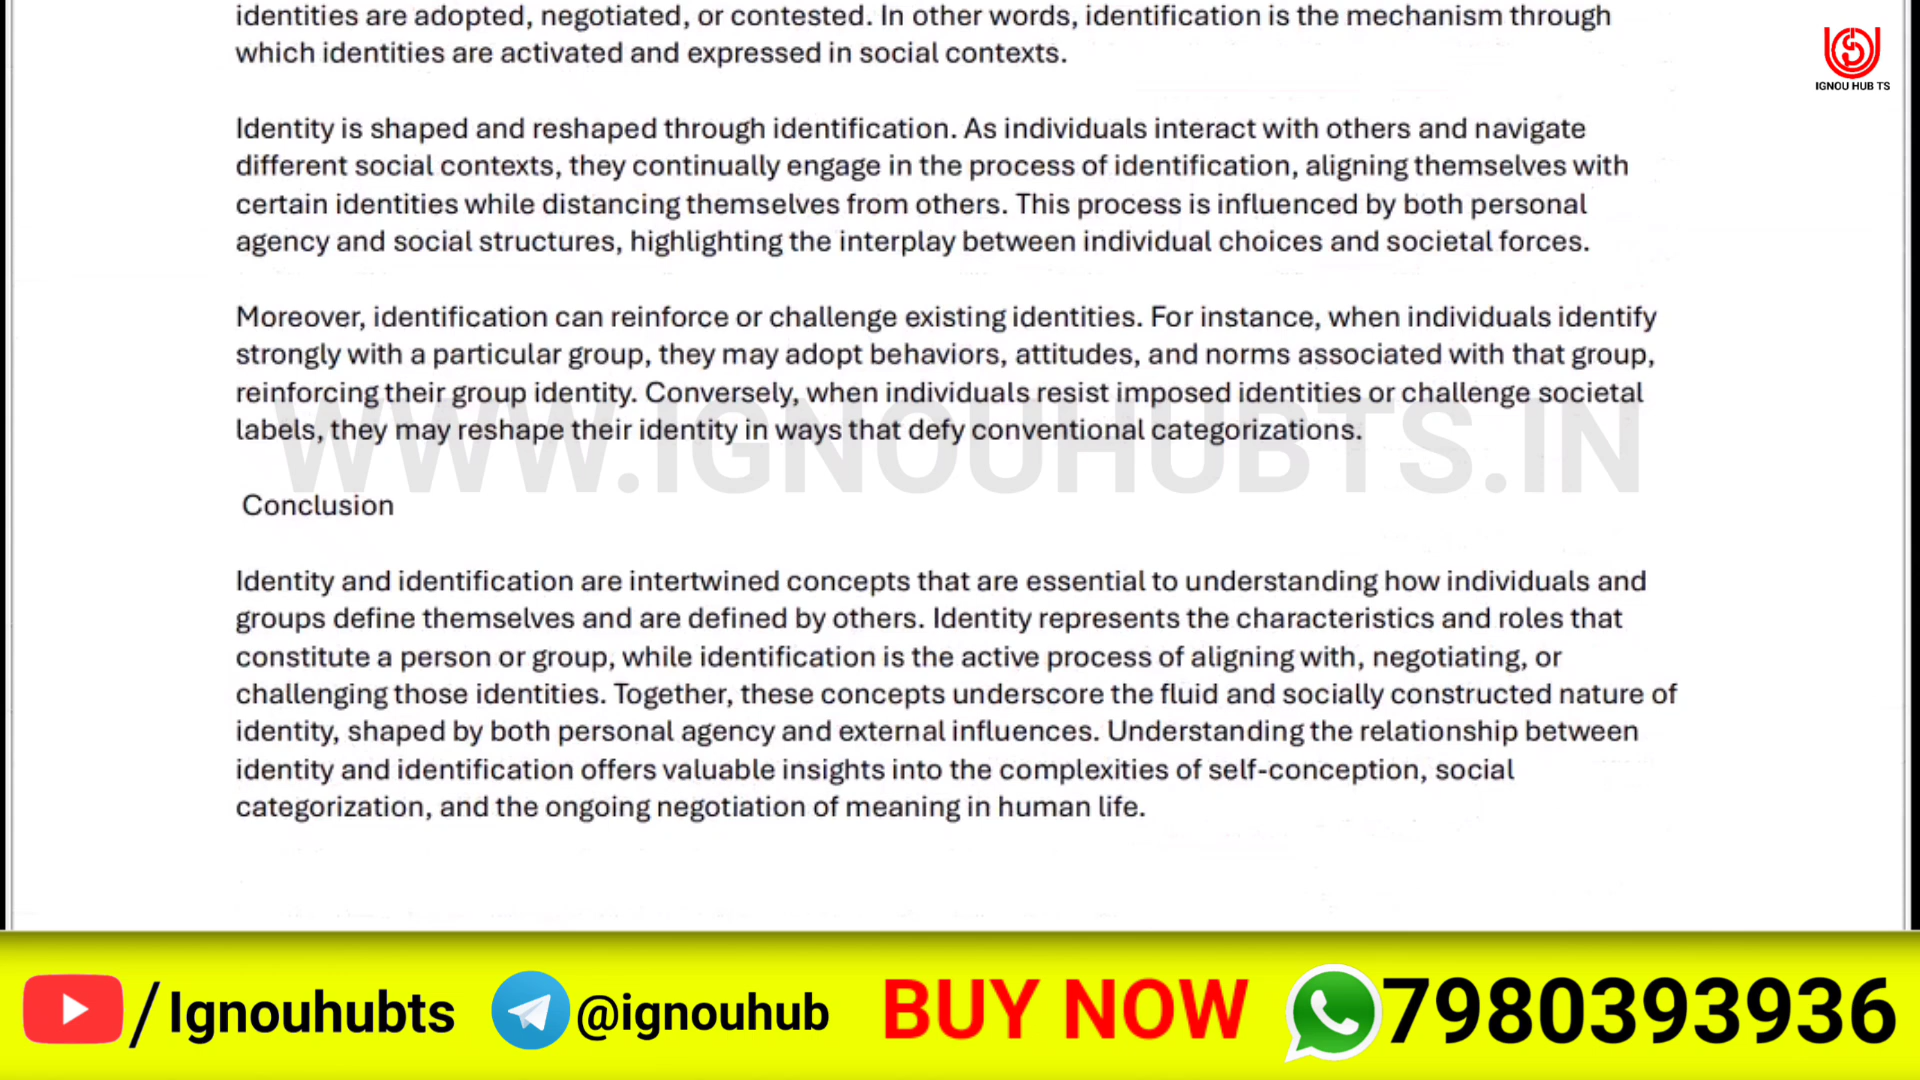 identities are adopted, negotiated, or contested. In other words, identification is the mechanism through
which identities are activated and expressed in social contexts.
IGNOU HUB TS
Identity is shaped and reshaped through identification. As individuals interact with others and navigate
different social contexts, they continually engage in the process of identification, aligning themselves with
certain identities while distancing themselves from others. This process is influenced by both personal
agency and social structures, highlighting the interplay between individual choices and societal forces.
Moreover, identification can reinforce or challenge existing identities. For instance, when individuals identify
strongly with a particular group, they may adopt behaviors, attitudes, and norms associated with that group,
reinforcing their group identity. Conversely, when individuals resist imposed identities or challenge societal
labels, they may reshape their identity in ways that defy conventional categorizations.
WWW.IGNOUHUBTS.IN
Conclusion
Identity and identification are intertwined concepts that are essential to understanding how individuals and
groups define themselves and are defined by others. Identity represents the characteristics and roles that
constitute a person or group, while identification is the active process of aligning with, negotiating, or
challenging those identities. Together, these concepts underscore the fluid and socially constructed nature of
identity, shaped by both personal agency and external influences. Understanding the relationship between
identity and identification offers valuable insights into the complexities of self-conception, social
categorization, and the ongoing negotiation of meaning in human life.
/Ignouhubts @ignouhub BUY NOW 7980393936